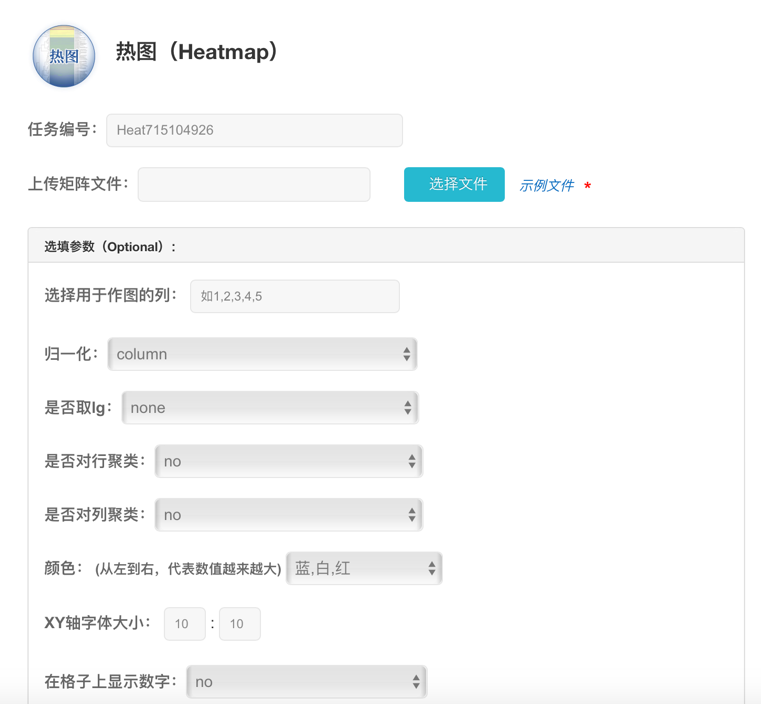 热图
热图（Heatmap）
任务编号： Heat715104926
上传矩阵文件： 选择文件 示例文件 *
选填参数（Optional）：
选择用于作图的列： 如1,2,3,4,5
归一化： column
是否取lg： none
是否对行聚类： no
是否对列聚类： no
颜色： (从左到右，代表数值越来越大) 蓝,白,红
XY轴字体大小： 10 : 10
在格子上显示数字： no